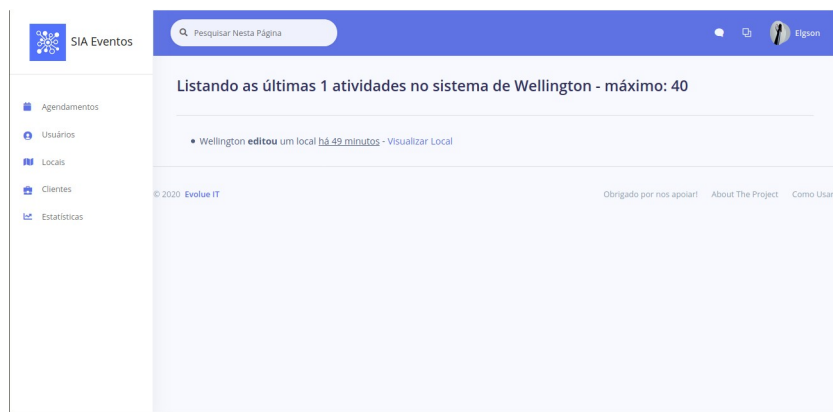 SIA Eventos
Pesquisar Nesta Página
Elgson
Agendamentos
Usuários
Locais
Clientes
Estatísticas
Listando as últimas 1 atividades no sistema de Wellington - máximo: 40
Wellington editou um local há 49 minutos - Visualizar Local
© 2020 Evolue IT
Obrigado por nos apoiar! About The Project Como Usar